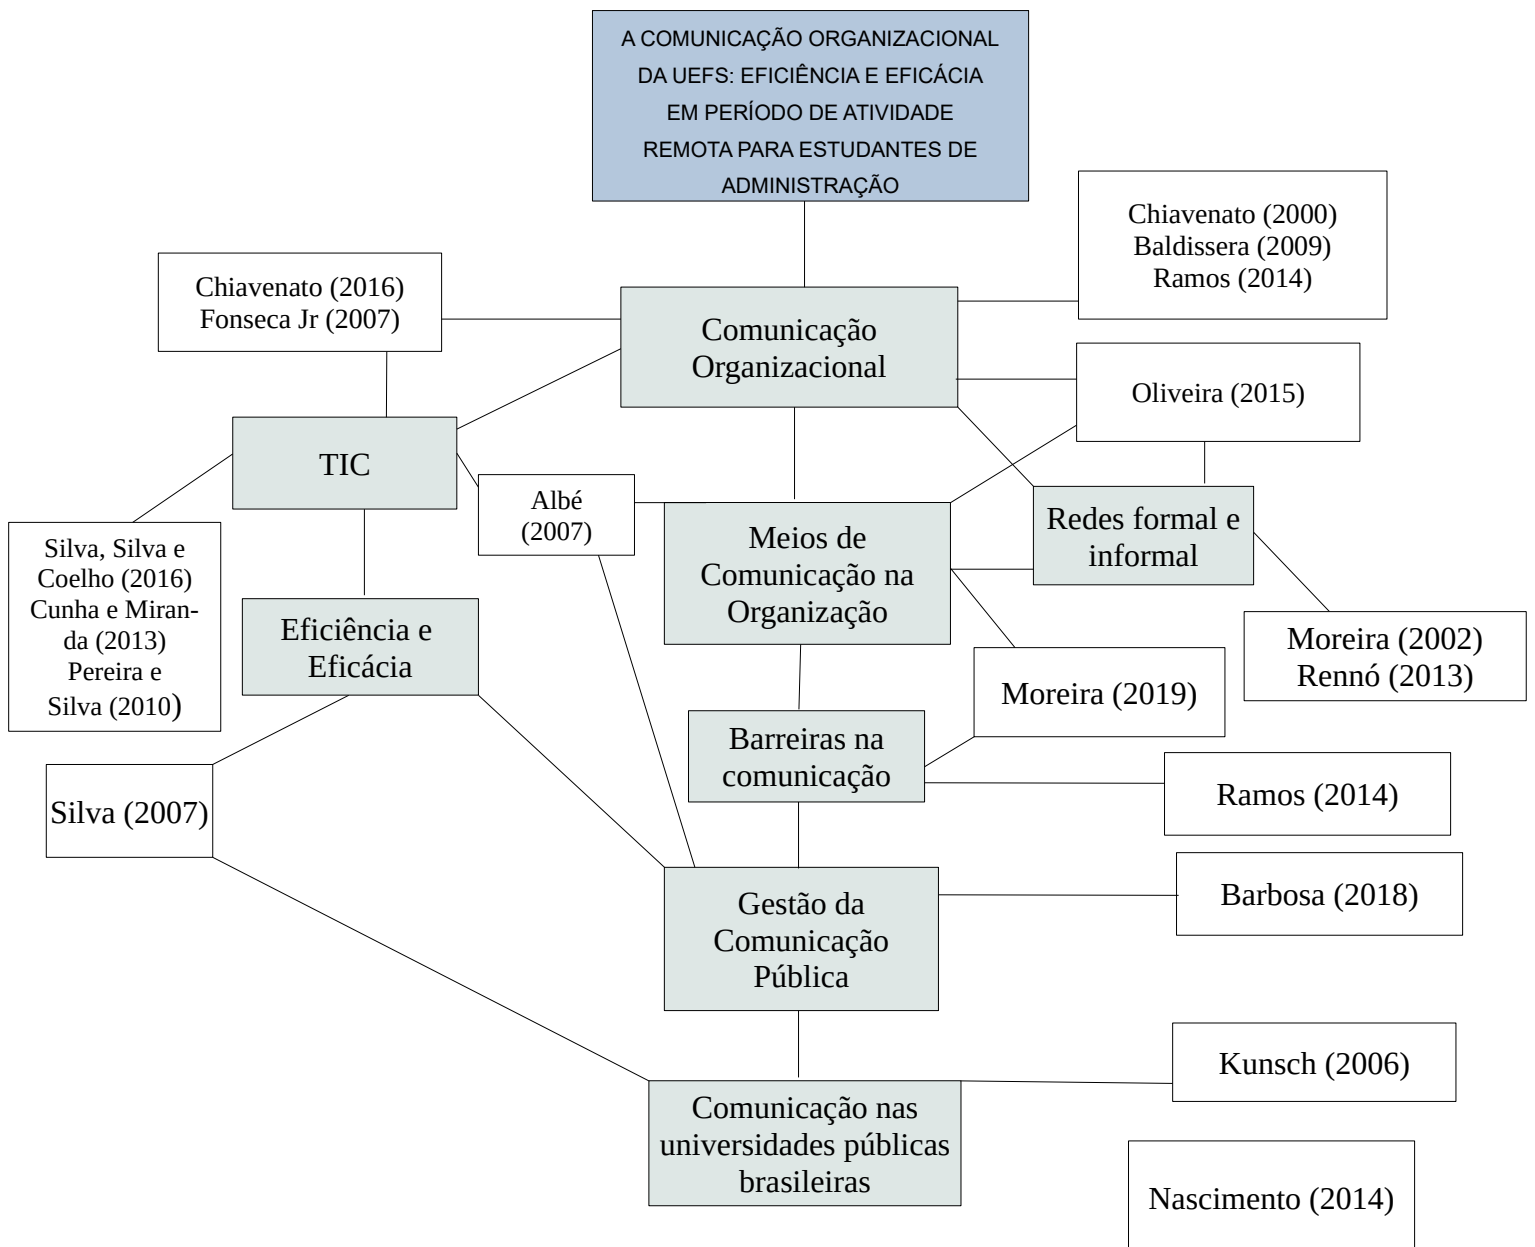 A COMUNICAÇÃO ORGANIZACIONAL
DA UEFS: EFICIÊNCIA E EFICÁCIA
EM PERÍODO DE ATIVIDADE
REMOTA PARA ESTUDANTES DE
ADMINISTRAÇÃO
Chiavenato (2000)
Baldissera (2009)
Ramos (2014)
Chiavenato (2016)
Fonseca Jr (2007)
Comunicação
Organizacional
Oliveira (2015)
TIC
Albé
(2007)
Meios de
Comunicação na
Organização
Redes formal e
informal
Silva, Silva e
Coelho (2016)
Cunha e Miran-
da (2013)
Pereira e
Silva (2010)
Eficiência e
Eficácia
Moreira (2002)
Rennó (2013)
Moreira (2019)
Barreiras na
comunicação
Silva (2007)
Ramos (2014)
Barbosa (2018)
Gestão da
Comunicação
Pública
Kunsch (2006)
Comunicação nas
universidades públicas
brasileiras
Nascimento (2014)